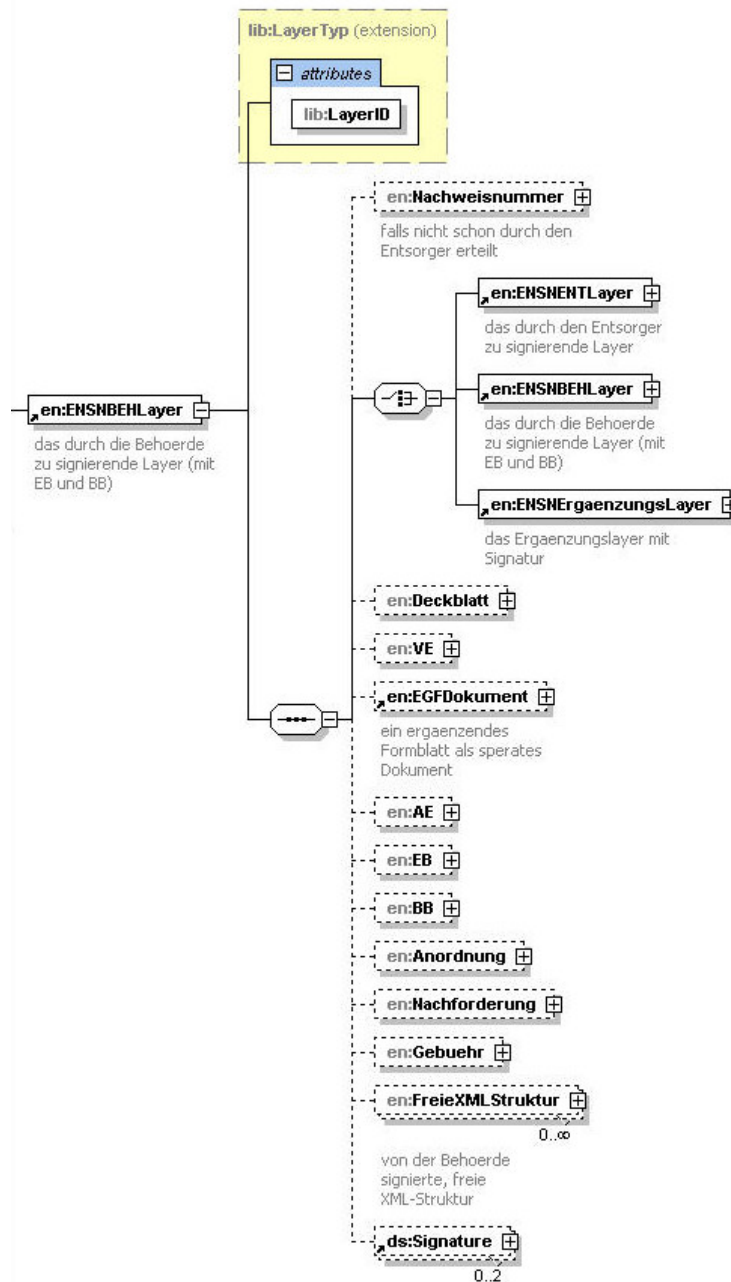 lib:LayerTyp (extension)
attributes
lib:LayerID
en:Nachweisnummer
falls nicht schon durch den
Entsorger erteilt
en:ENSNENTLayer
das durch den Entsorger
zu signierende Layer
en:ENSNBEHLayer
das durch die Behoerde
zu signierende Layer (mit
EB und BB)
en:ENSNBEHLayer
das durch die Behoerde
zu signierende Layer (mit
EB und BB)
en:ENSNErgaenzungsLayer
das Ergaenzungslayer mit
Signatur
en:Deckblatt
en:VE
en:EGFDokument
ein ergaenzendes
Formblatt als sperates
Dokument
en:AE
en:EB
en:BB
en:Anordnung
en:Nachforderung
en:Gebuehr
en:FreieXMLStruktur
0..∞
von der Behoerde
signierte, freie
XML-Struktur
ds:Signature
0..2